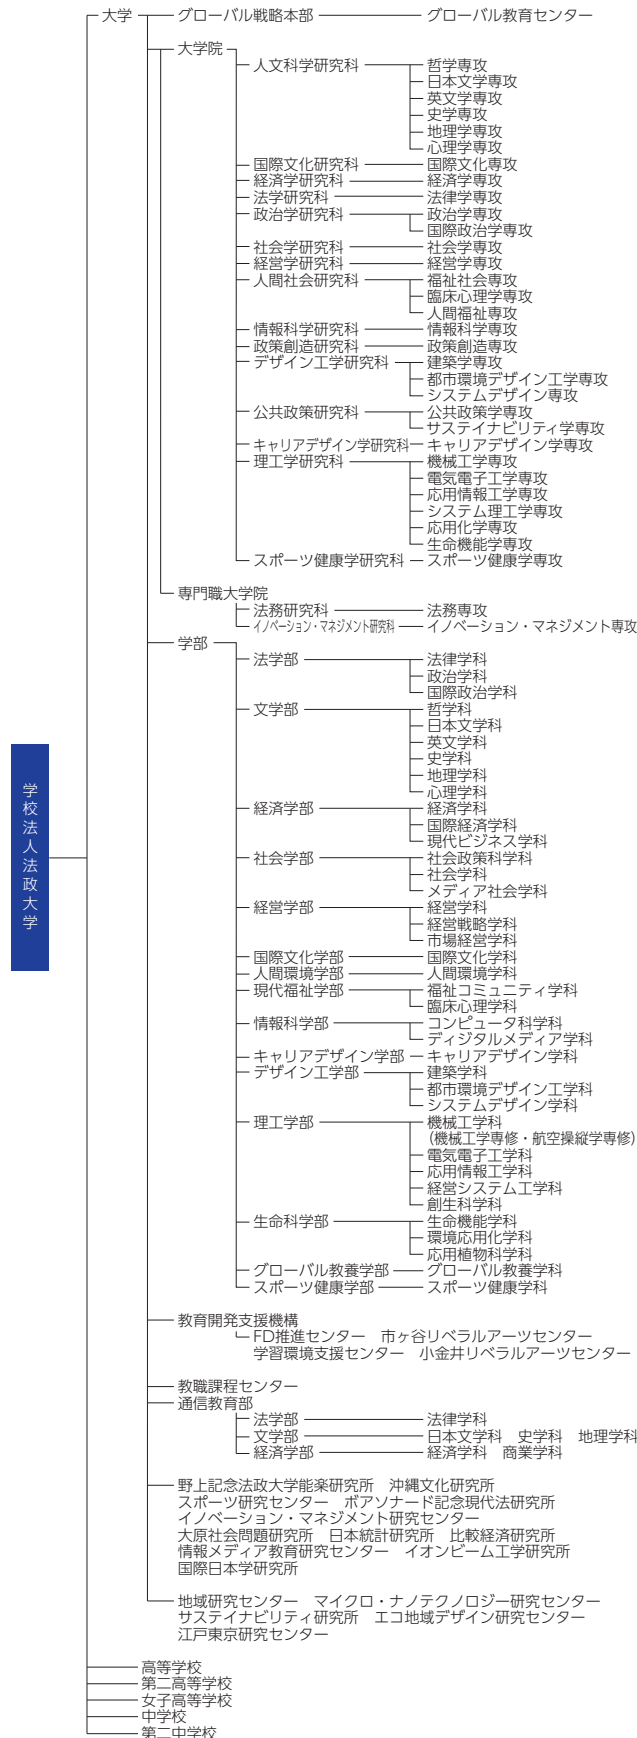 学校法人法政大学
大学
グローバル戦略本部 グローバル教育センター
大学院
人文科学研究科 哲学専攻
日本文学専攻
英文学専攻
史学専攻
地理学専攻
心理学専攻
国際文化研究科 国際文化専攻
経済学研究科 経済学専攻
法学研究科 法律学専攻
政治学研究科 政治学専攻
国際政治学専攻
社会学研究科 社会学専攻
経営学研究科 経営学専攻
人間社会研究科 福祉社会専攻
臨床心理学専攻
人間福祉専攻
情報科学研究科 情報科学専攻
政策創造研究科 政策創造専攻
デザイン工学研究科 建築学専攻
都市環境デザイン工学専攻
システムデザイン専攻
公共政策研究科 公共政策学専攻
サステイナビリティ学専攻
キャリアデザイン学研究科 キャリアデザイン学専攻
理工学研究科 機械工学専攻
電気電子工学専攻
応用情報工学専攻
システム理工学専攻
応用化学専攻
生命機能学専攻
スポーツ健康学研究科 スポーツ健康学専攻
専門職大学院
法務研究科 法務専攻
イノベーション・マネジメント研究科 イノベーション・マネジメント専攻
学部
法学部 法律学科
政治学科
国際政治学科
文学部 哲学科
日本文学科
英文学科
史学科
地理学科
心理学科
経済学部 経済学科
国際経済学科
現代ビジネス学科
社会学部 社会政策科学科
社会学科
メディア社会学科
経営学部 経営学科
経営戦略学科
市場経営学科
国際文化学部 国際文化学科
人間環境学部 人間環境学科
現代福祉学部 福祉コミュニティ学科
臨床心理学科
情報科学部 コンピュータ科学科
ディジタルメディア学科
キャリアデザイン学部 キャリアデザイン学科
デザイン工学部 建築学科
都市環境デザイン工学科
システムデザイン学科
理工学部 機械工学科
(機械工学専修・航空操縦学専修)
電気電子工学科
応用情報工学科
経営システム工学科
創生科学科
生命科学部 生命機能学科
環境応用化学科
応用植物科学科
グローバル教養学部 グローバル教養学科
スポーツ健康学部 スポーツ健康学科
教育開発支援機構
FD推進センター 市ヶ谷リベラルアーツセンター
学習環境支援センター 小金井リベラルアーツセンター
教職課程センター
通信教育部
法学部 法律学科
文学部 日本文学科 史学科 地理学科
経済学部 経済学科 商業学科
野上記念法政大学能楽研究所 沖縄文化研究所
スポーツ研究センター ボアソナード記念現代法研究所
イノベーション・マネジメント研究センター
大原社会問題研究所 日本統計研究所 比較経済研究所
情報メディア教育研究センター イオンビーム工学研究所
国際日本学研究所
地域研究センター マイクロ・ナノテクノロジー研究センター
サステイナビリティ研究所 エコ地域デザイン研究センター
江戸東京研究センター
高等学校
第二高等学校
女子高等学校
中学校
第二中学校